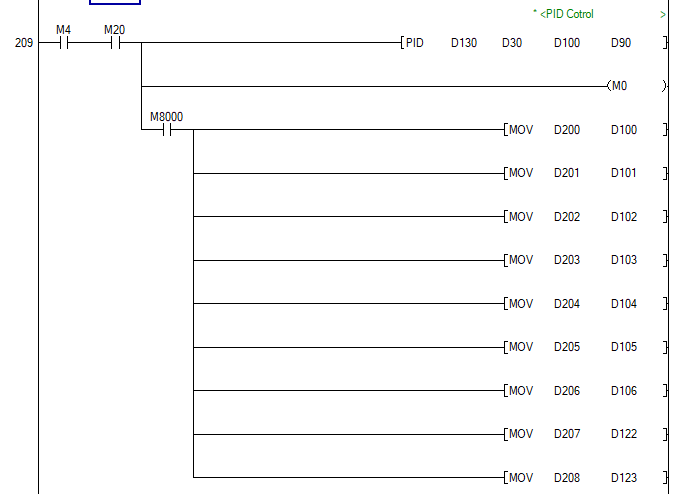 * <PID Cotrol >
M4 M20
209 [PID D130 D30 D100 D90 ]
(M0 )
M8000
[MOV D200 D100 ]
[MOV D201 D101 ]
[MOV D202 D102 ]
[MOV D203 D103 ]
[MOV D204 D104 ]
[MOV D205 D105 ]
[MOV D206 D106 ]
[MOV D207 D122 ]
[MOV D208 D123 ]